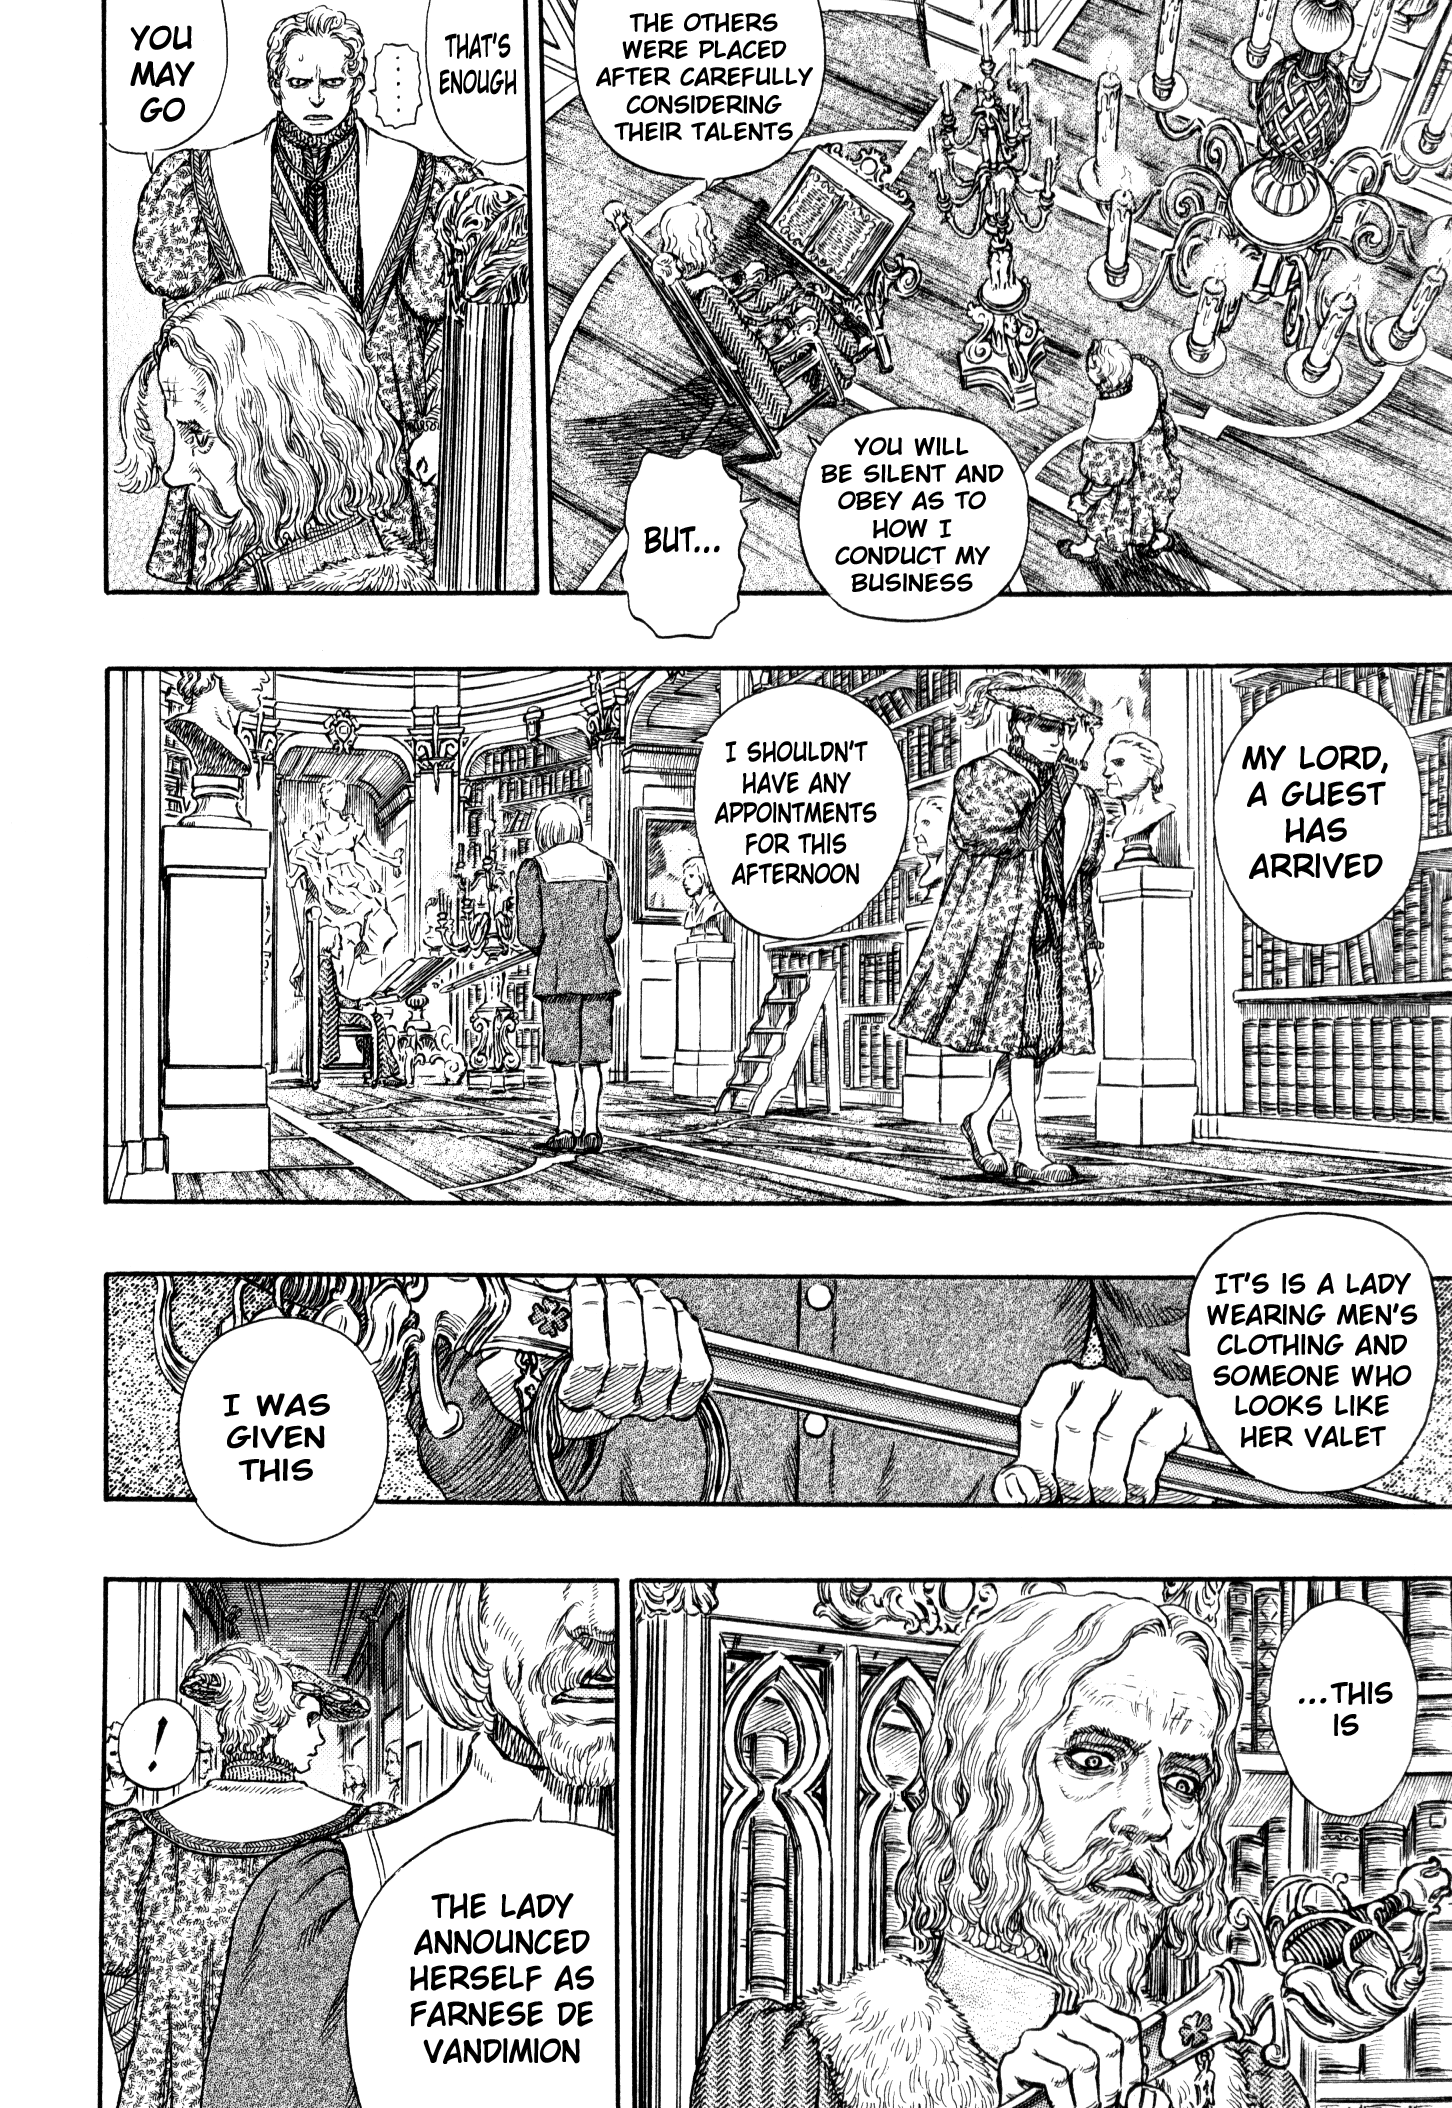 THE OTHERS
WERE PLACED
AFTER CAREFULLY
CONSIDERING
THEIR TALENTS
YOU WILL
BE SILENT AND
OBEY AS TO
HOW I
CONDUCT MY
BUSINESS
BUT...
THAT'S
ENOUGH
....
YOU
MAY
GO
MY LORD,
A GUEST
HAS
ARRIVED
I SHOULDN'T
HAVE ANY
APPOINTMENTS
FOR THIS
AFTERNOON
IT'S IS A LADY
WEARING MEN'S
CLOTHING AND
SOMEONE WHO
LOOKS LIKE
HER VALET
I WAS
GIVEN
THIS
...THIS
IS
THE LADY
ANNOUNCED
HERSELF AS
FARNESE DE
VANDIMION
!